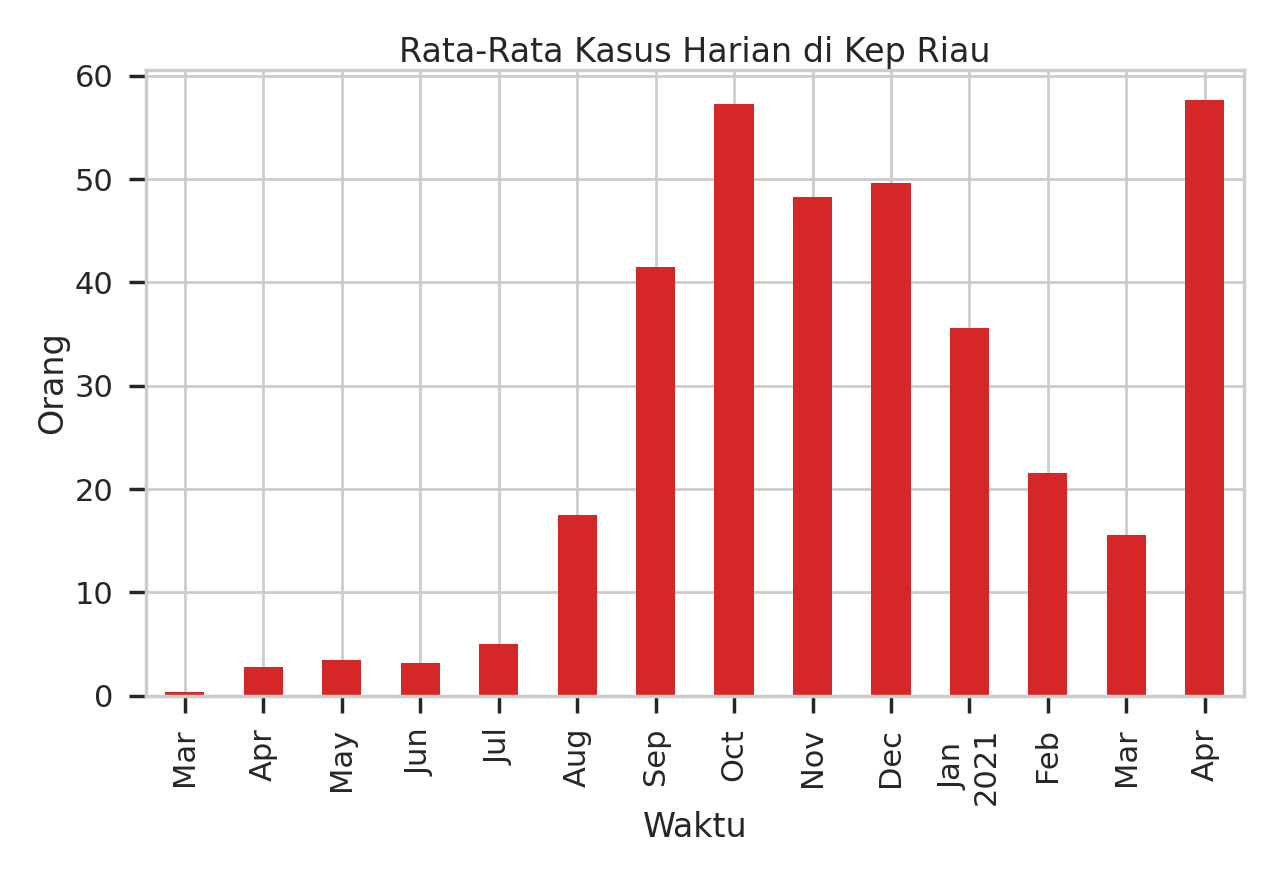 Rata-Rata Kasus Harian di Kep Riau
60
50
40
30
20
10
0
Orang
Mar
Apr
May
Jun
Jul
Aug
Sep
Oct
Nov
Dec
Jan
2021
Feb
Mar
Apr
Waktu